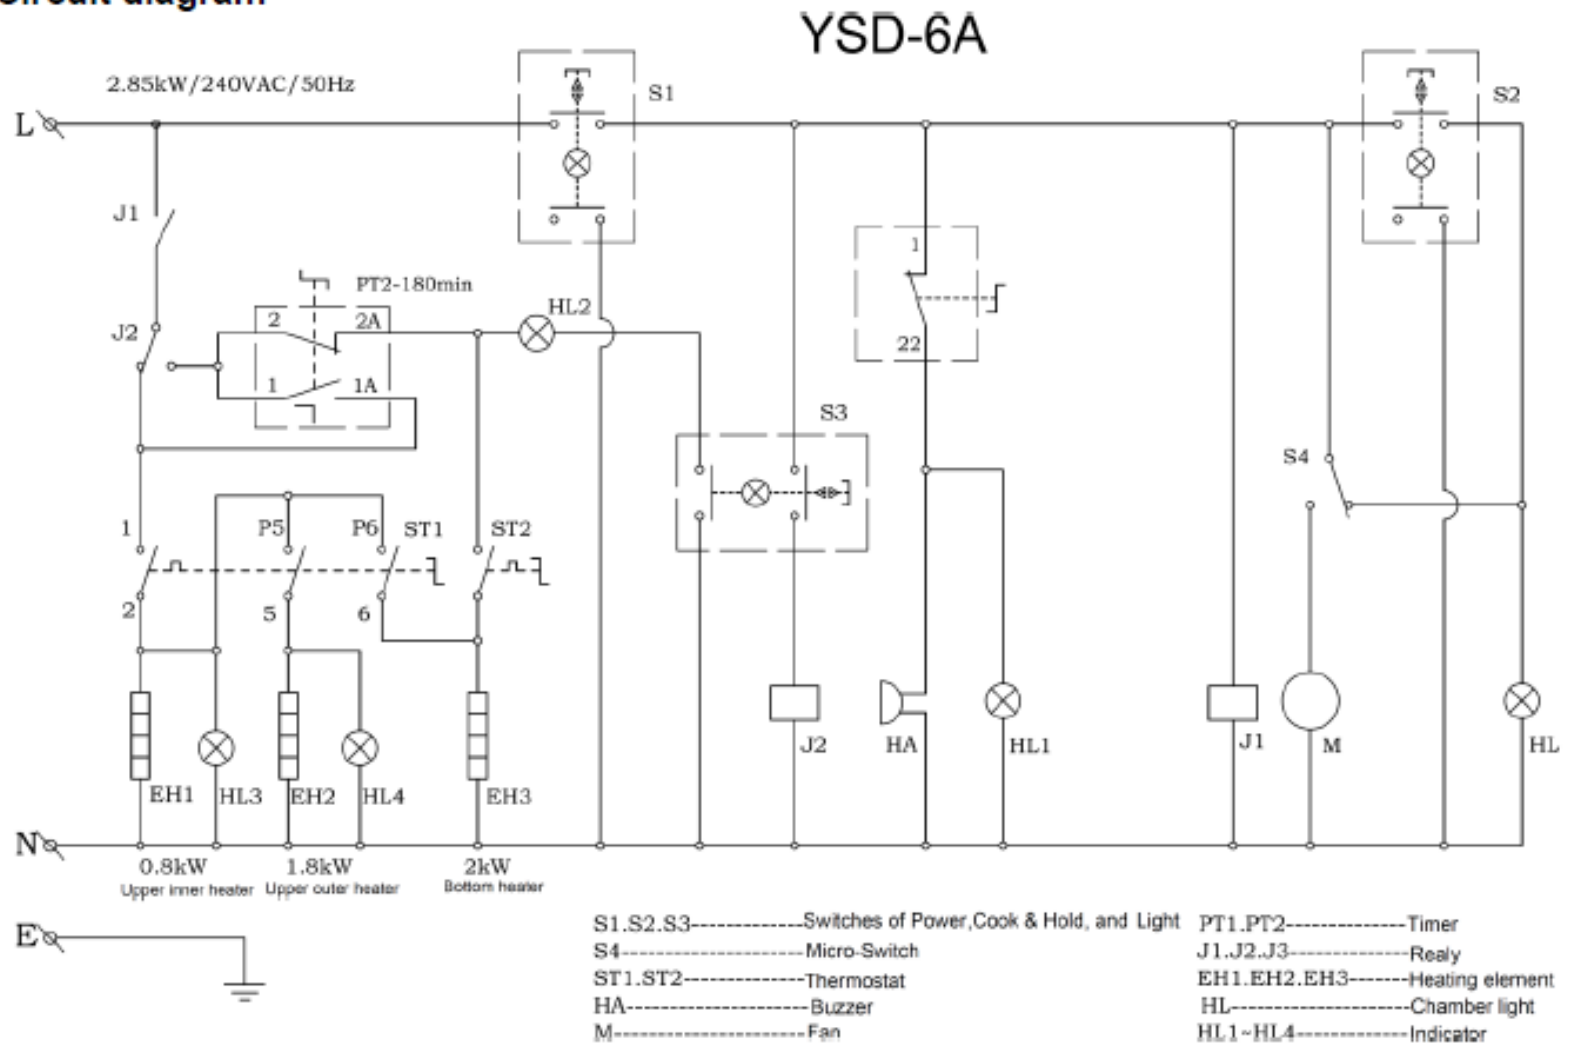 Circuit diagram
YSD-6A
2.85kW/240VAC/50Hz
S1
S2
L
J1
1
PT2-180min
HL2
J2
2
2A
22
1
1A
S3
S4
1
P5
P6
ST1
ST2
2
5
6
J2
HA
HL1
J1
M
HL
EH1
HL3
EH2
HL4
EH3
N
0.8kW
1.8kW
2kW
Upper inner heater
Upper outer heater
Bottom heater
E
S1.S2.S3------------Switches of Power,Cook & Hold, and Light
S4--------------------Micro-Switch
ST1.ST2-------------Thermostat
HA---------------------Buzzer
M----------------------Fan
PT1.PT2-------------Timer
J1.J2.J3-------------Realy
EH1.EH2.EH3------Heating element
HL--------------------Chamber light
HL1~HL4------------Indicator